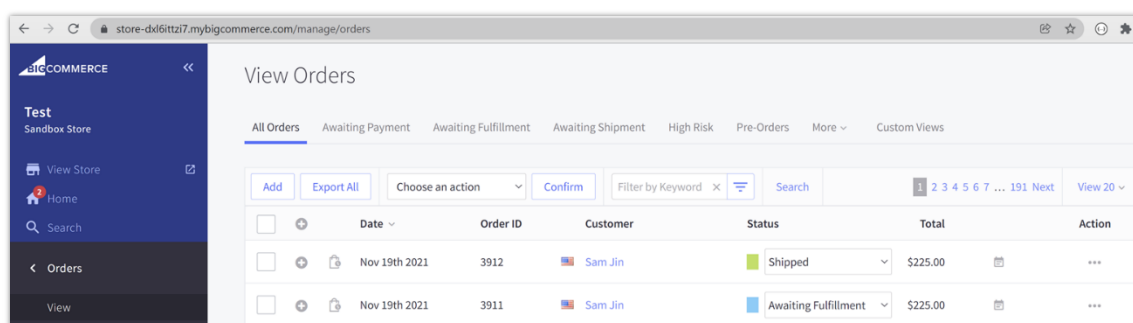 store-dxl6ittzi7.mybigcommerce.com/manage/orders
BIGCOMMERCE
Test
Sandbox Store
View Store
2
Home
Search
Orders
View
View Orders
All Orders Awaiting Payment Awaiting Fulfillment Awaiting Shipment High Risk Pre-Orders More Custom Views
Add Export All Choose an action Confirm Filter by Keyword Search 1 2 3 4 5 6 7 ... 191 Next View 20
Date Order ID Customer Status Total Action
Nov 19th 2021 3912 Sam Jin Shipped $225.00
Nov 19th 2021 3911 Sam Jin Awaiting Fulfillment $225.00